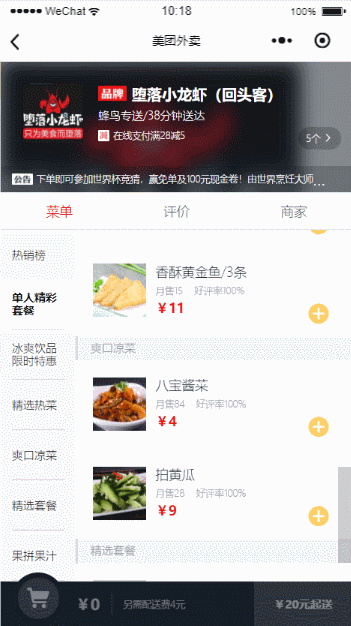 WeChat 10:18 100%
美团外卖
堕落小龙虾
只为美食而堕落
品牌 堕落小龙虾（回头客）
蜂鸟专送/38分钟送达
减 在线支付满28减5
5个
公告 下单即可参加世界杯竞猜，赢免单及100元现金卷！由世界烹饪大师...
菜单 评价 商家
热销榜
单人精彩
套餐
冰爽饮品
限时特惠
精选热菜
爽口凉菜
精选套餐
果拼果汁
香酥黄金鱼/3条
月售15 好评率100%
￥11
爽口凉菜
八宝酱菜
月售84 好评率100%
￥4
拍黄瓜
月售28 好评率100%
￥9
精选套餐
￥0 另需配送费4元 ￥20元起送